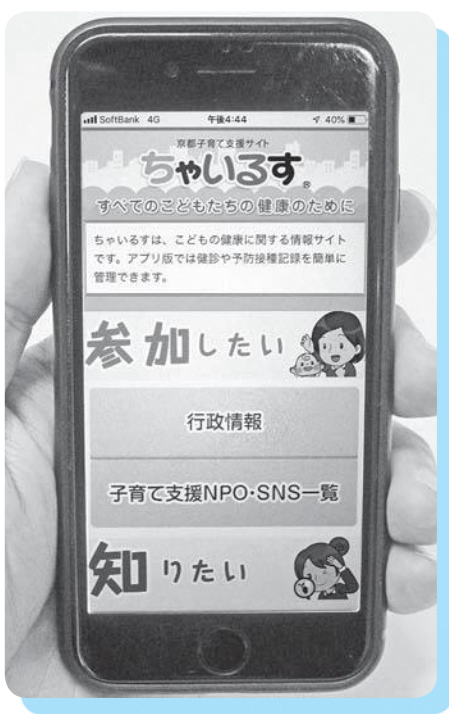 SoftBank 4G 午後4:44 40%
京都子育て支援サイト
ちゃいるす®
すべてのこどもたちの健康のために
ちゃいるすは、こどもの健康に関する情報サイト
です。アプリ版では健診や予防接種記録を簡単に
管理できます。
参加したい
行政情報
子育て支援NPO・SNS一覧
知りたい